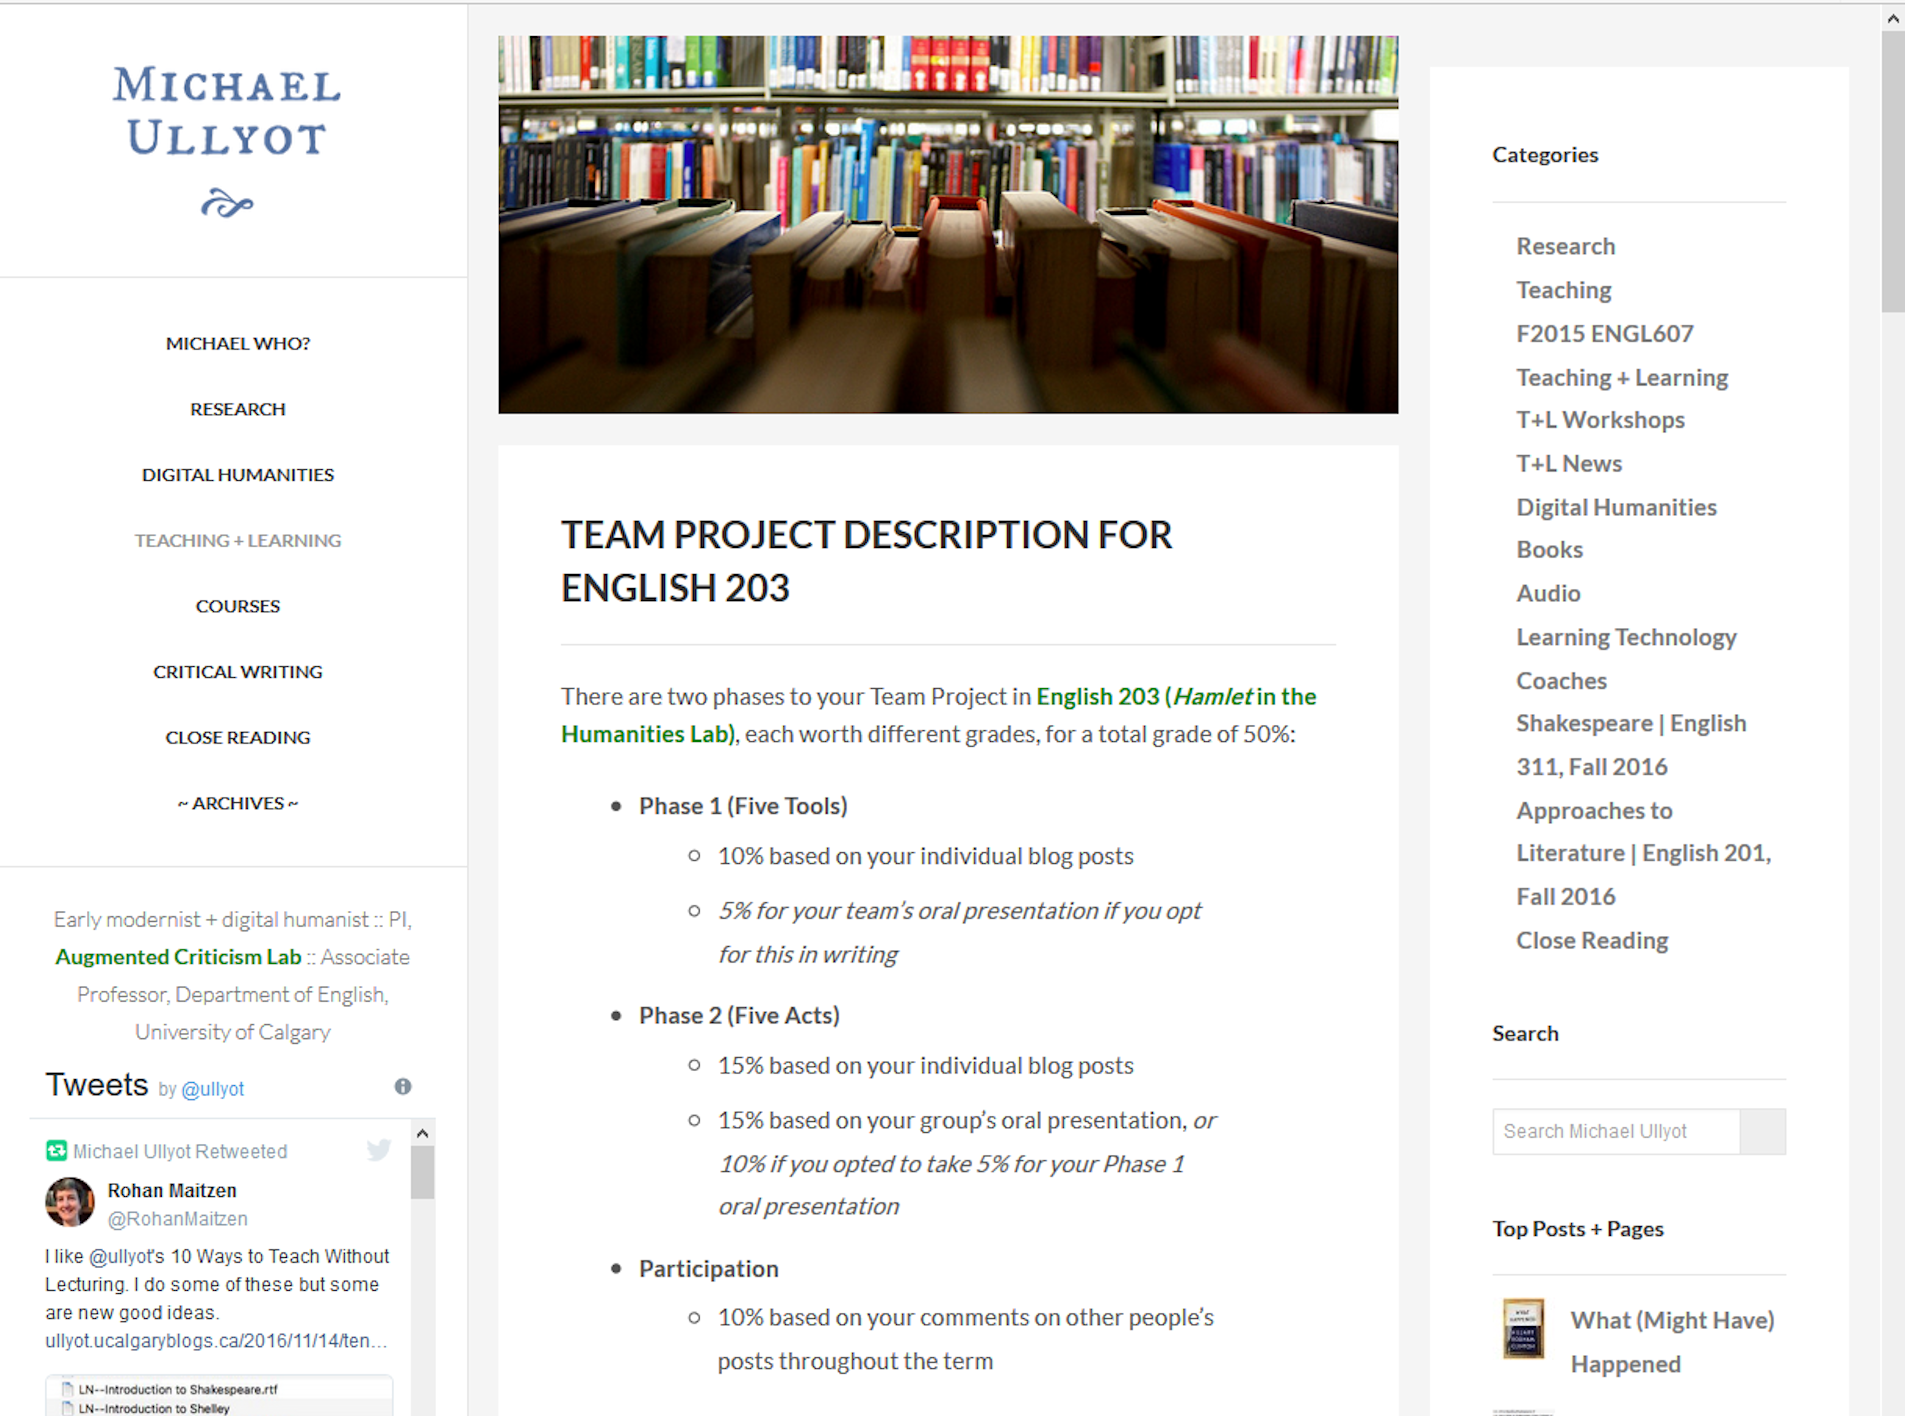 MICHAEL
ULLYOT
MICHAEL WHO?
RESEARCH
DIGITAL HUMANITIES
TEACHING + LEARNING
COURSES
CRITICAL WRITING
CLOSE READING
~ ARCHIVES ~
Early modernist + digital humanist :: PI,
Augmented Criticism Lab :: Associate
Professor, Department of English,
University of Calgary
Tweets by @ullyot
Michael Ullyot Retweeted
Rohan Maitzen
@RohanMaitzen
I like @ullyot's 10 Ways to Teach Without
Lecturing. I do some of these but some
are new good ideas.
ullyot.ucalgaryblogs.ca/2016/11/14/ten...
LN--Introduction to Shakespeare.rtf
LN--Introduction to Shelley
TEAM PROJECT DESCRIPTION FOR
ENGLISH 203
There are two phases to your Team Project in English 203 (Hamlet in the
Humanities Lab), each worth different grades, for a total grade of 50%:
• Phase 1 (Five Tools)
○ 10% based on your individual blog posts
○ 5% for your team's oral presentation if you opt
for this in writing
• Phase 2 (Five Acts)
○ 15% based on your individual blog posts
○ 15% based on your group's oral presentation, or
10% if you opted to take 5% for your Phase 1
oral presentation
• Participation
○ 10% based on your comments on other people's
posts throughout the term
Categories
Research
Teaching
F2015 ENGL607
Teaching + Learning
T+L Workshops
T+L News
Digital Humanities
Books
Audio
Learning Technology
Coaches
Shakespeare | English
311, Fall 2016
Approaches to
Literature | English 201,
Fall 2016
Close Reading
Search
Search Michael Ullyot
Top Posts + Pages
What (Might Have)
Happened